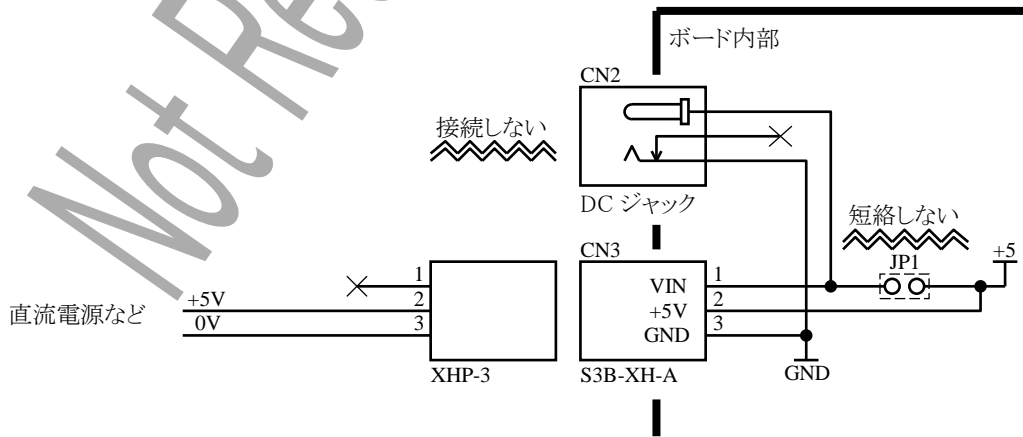 Not Re
ボード内部
CN2
接続しない
DC ジャック
短絡しない
CN3
JP1
+5
VIN
1
+5V
2
GND
3
1
2
3
直流電源など
+5V
0V
XHP-3
S3B-XH-A
GND